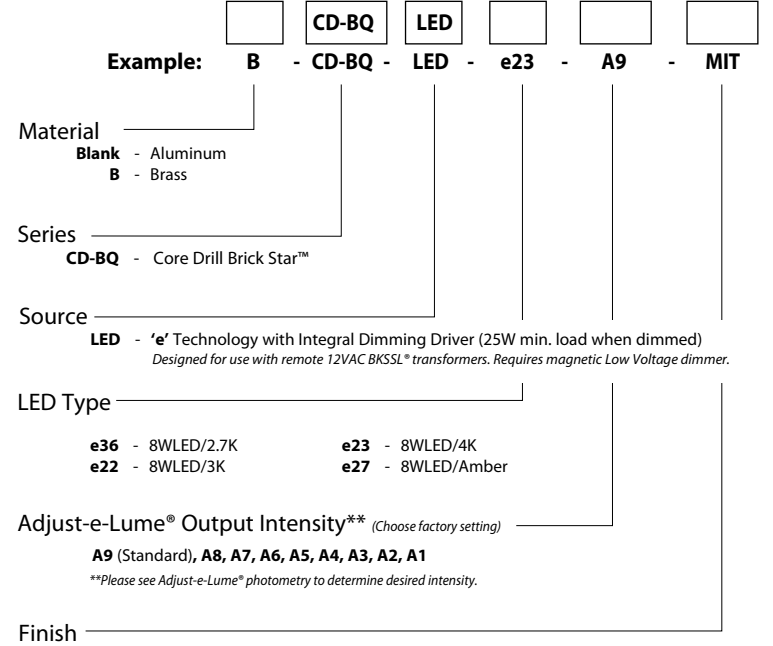 CD-BQ LED
Example: B - CD-BQ - LED - e23 - A9 - MIT
Material
Blank - Aluminum
B - Brass
Series
CD-BQ - Core Drill Brick Star™
Source
LED - ‘e’ Technology with Integral Dimming Driver (25W min. load when dimmed)
Designed for use with remote 12VAC BKSSL® transformers. Requires magnetic Low Voltage dimmer.
LED Type
e36 - 8WLED/2.7K e23 - 8WLED/4K
e22 - 8WLED/3K e27 - 8WLED/Amber
Adjust-e-Lume® Output Intensity** (Choose factory setting)
A9 (Standard), A8, A7, A6, A5, A4, A3, A2, A1
**Please see Adjust-e-Lume® photometry to determine desired intensity.
Finish